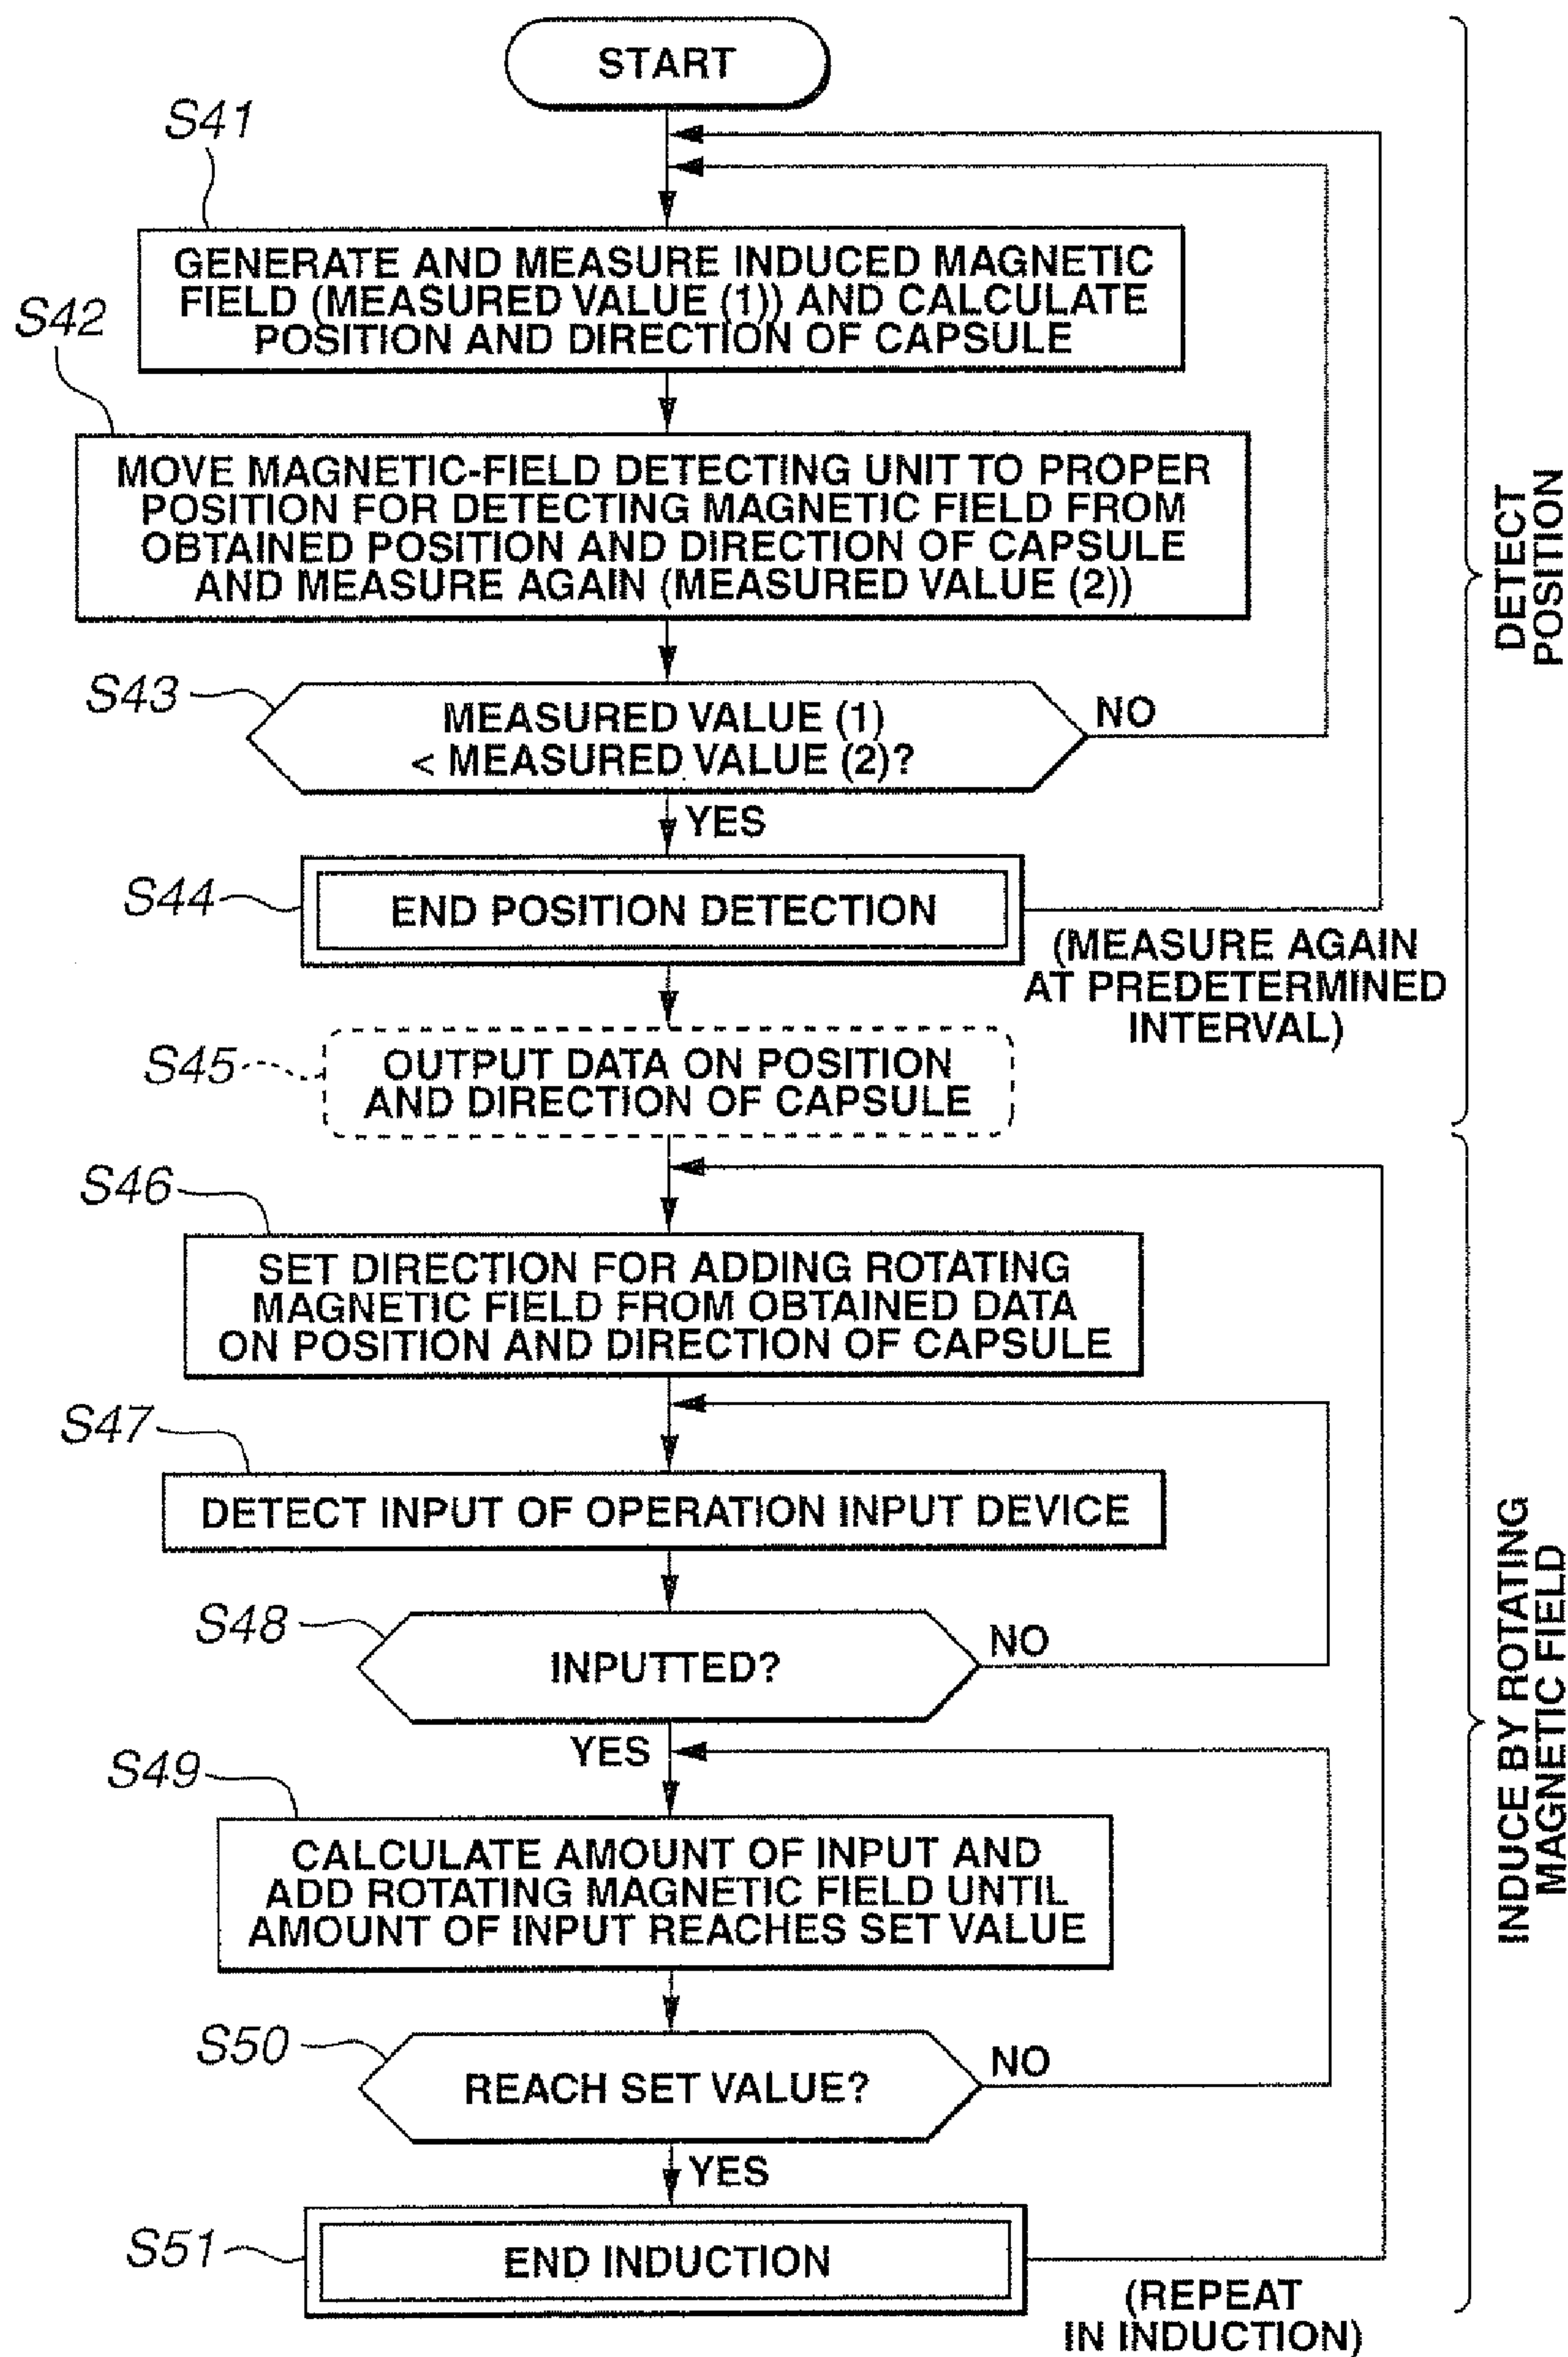 START
S41
GENERATE AND MEASURE INDUCED MAGNETIC
FIELD (MEASURED VALUE (1)) AND CALCULATE
POSITION AND DIRECTION OF CAPSULE
S42
MOVE MAGNETIC-FIELD DETECTING UNIT TO PROPER
POSITION FOR DETECTING MAGNETIC FIELD FROM
OBTAINED POSITION AND DIRECTION OF CAPSULE
AND MEASURE AGAIN (MEASURED VALUE (2))
S43
MEASURED VALUE (1)
< MEASURED VALUE (2)?
NO
YES
S44
END POSITION DETECTION
(MEASURE AGAIN
AT PREDETERMINED
INTERVAL)
S45
OUTPUT DATA ON POSITION
AND DIRECTION OF CAPSULE
DETECT
POSITION
S46
SET DIRECTION FOR ADDING ROTATING
MAGNETIC FIELD FROM OBTAINED DATA
ON POSITION AND DIRECTION OF CAPSULE
S47
DETECT INPUT OF OPERATION INPUT DEVICE
S48
INPUTTED?
NO
YES
S49
CALCULATE AMOUNT OF INPUT AND
ADD ROTATING MAGNETIC FIELD UNTIL
AMOUNT OF INPUT REACHES SET VALUE
S50
REACH SET VALUE?
NO
YES
S51
END INDUCTION
(REPEAT
IN INDUCTION)
INDUCE BY ROTATING
MAGNETIC FIELD